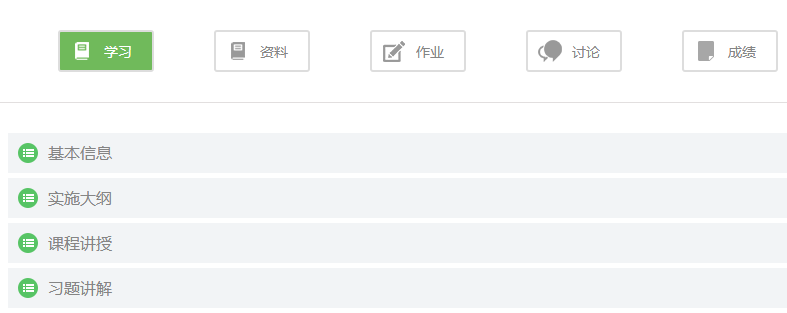 学习 资料 作业 讨论 成绩
基本信息
实施大纲
课程讲授
习题讲解